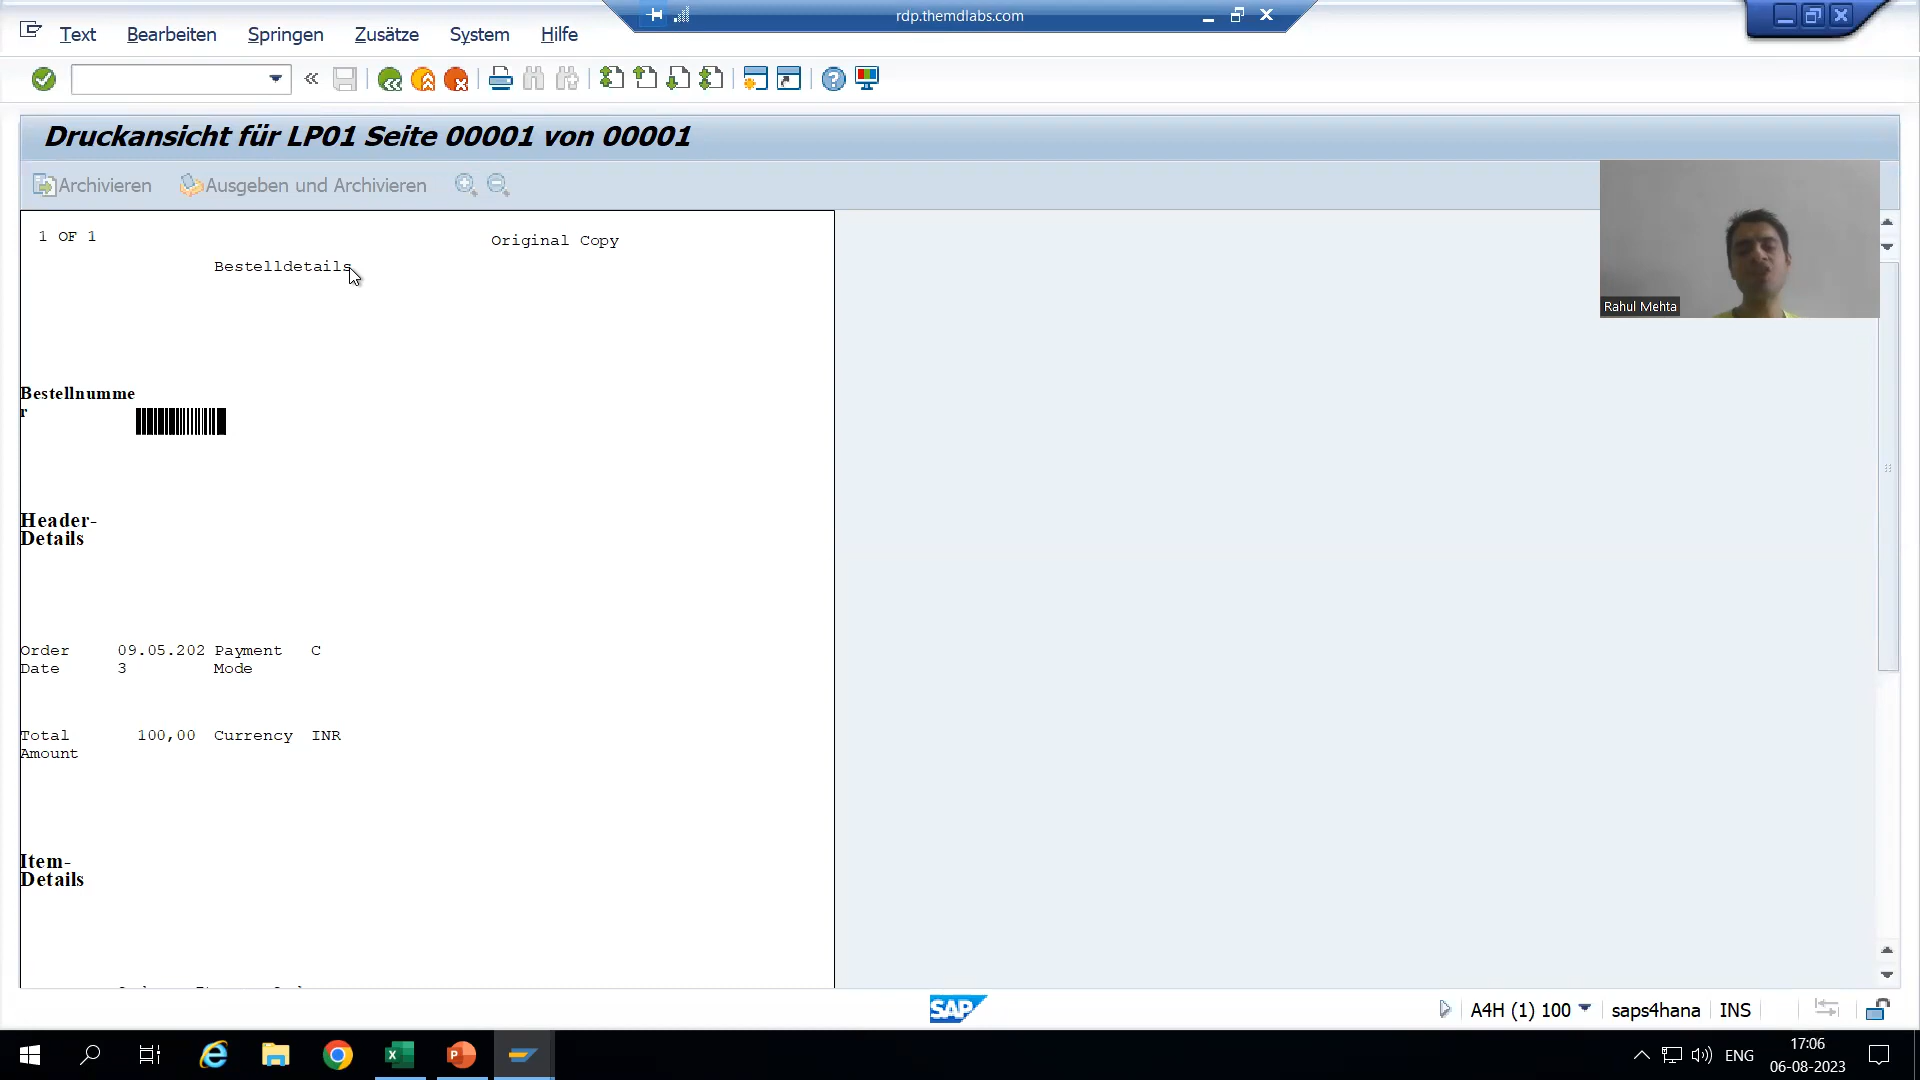 rdp.themdlabs.com
Text Bearbeiten Springen Zusätze System Hilfe
Druckansicht für LP01 Seite 00001 von 00001
Archivieren Ausgeben und Archivieren
1 OF 1
Original Copy
Bestelldetails
Rahul Mehta
Bestellnumme
r
Header-
Details
Order 09.05.202 Payment C
Date 3 Mode
Total 100,00 Currency INR
Amount
Item-
Details
SAP
A4H (1) 100 saps4hana INS
17:06
ENG
06-08-2023